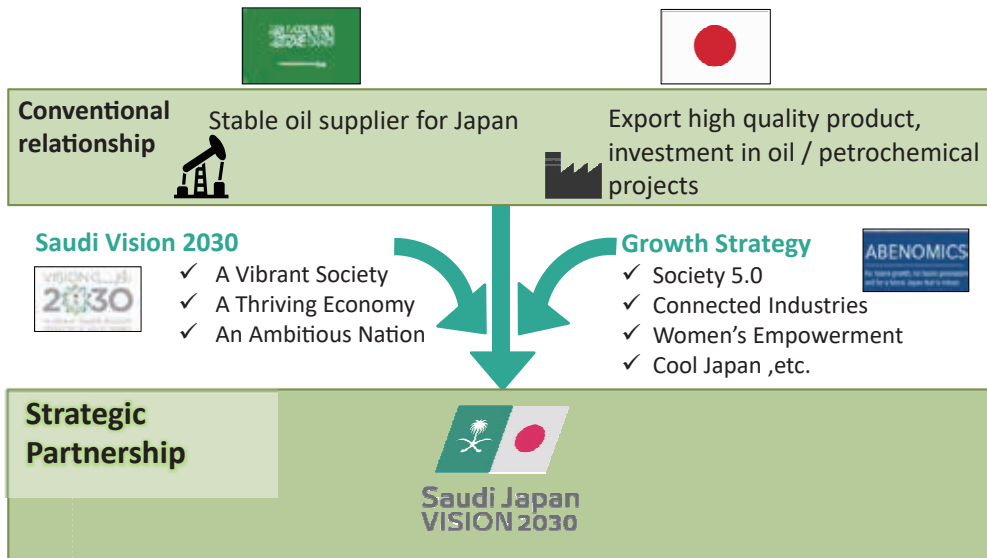 Conventional
relationship
Stable oil supplier for Japan
Export high quality product,
investment in oil / petrochemical
projects
Saudi Vision 2030
✓ A Vibrant Society
✓ A Thriving Economy
✓ An Ambitious Nation
VISION رؤيـــة
2030
Growth Strategy
✓ Society 5.0
✓ Connected Industries
✓ Women's Empowerment
✓ Cool Japan ,etc.
ABENOMICS
Strategic
Partnership
Saudi Japan
VISION 2030